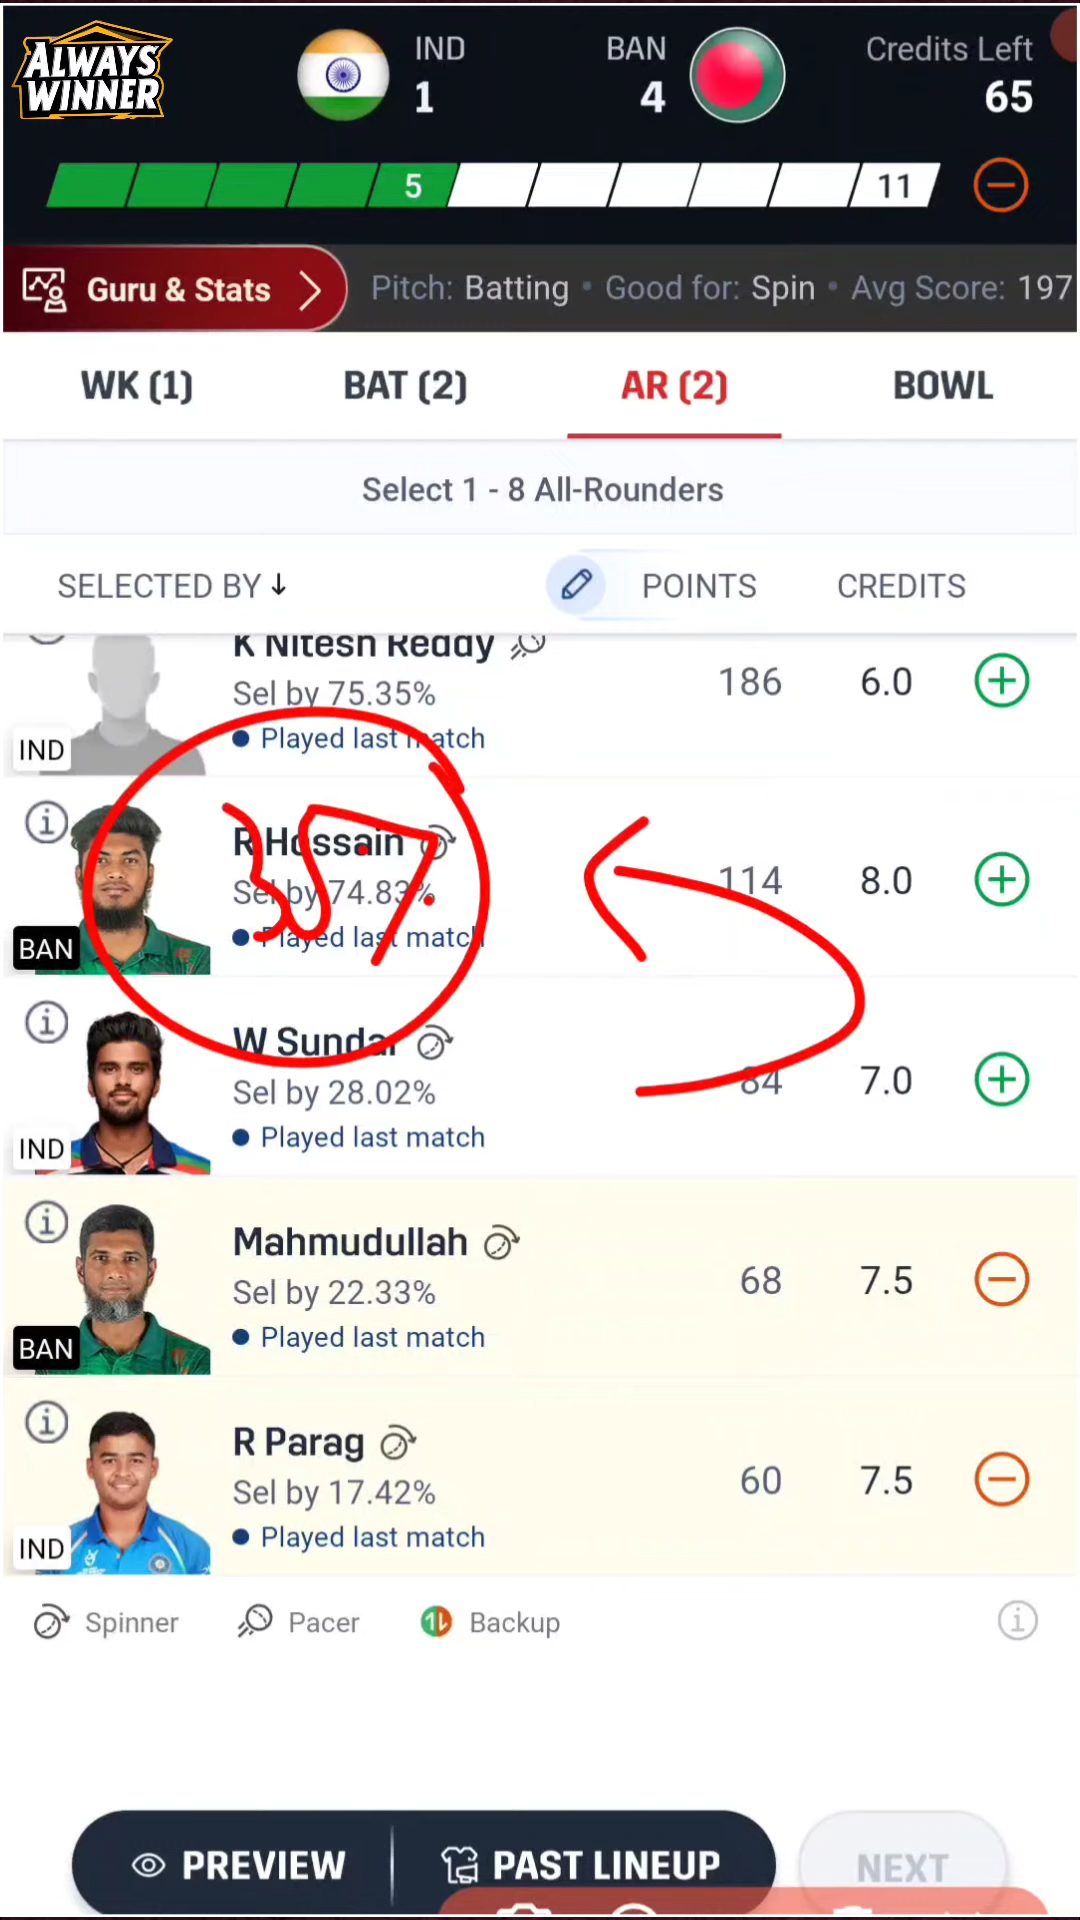 ALWAYS
WINNER
IND
1
BAN
4
Credits Left
65
5
11
Guru & Stats
Pitch: Batting • Good for: Spin • Avg Score: 197
WK (1)
BAT (2)
AR (2)
BOWL
Select 1 - 8 All-Rounders
SELECTED BY
POINTS
CREDITS
K Nitesh Reddy
Sel by 75.35%
Played last match
IND
186
6.0
R Hossain
Sel by 74.83%
Played last match
BAN
114
8.0
W Sundar
Sel by 28.02%
Played last match
IND
84
7.0
Mahmudullah
Sel by 22.33%
Played last match
BAN
68
7.5
R Parag
Sel by 17.42%
Played last match
IND
60
7.5
Spinner
Pacer
Backup
PREVIEW
PAST LINEUP
NEXT